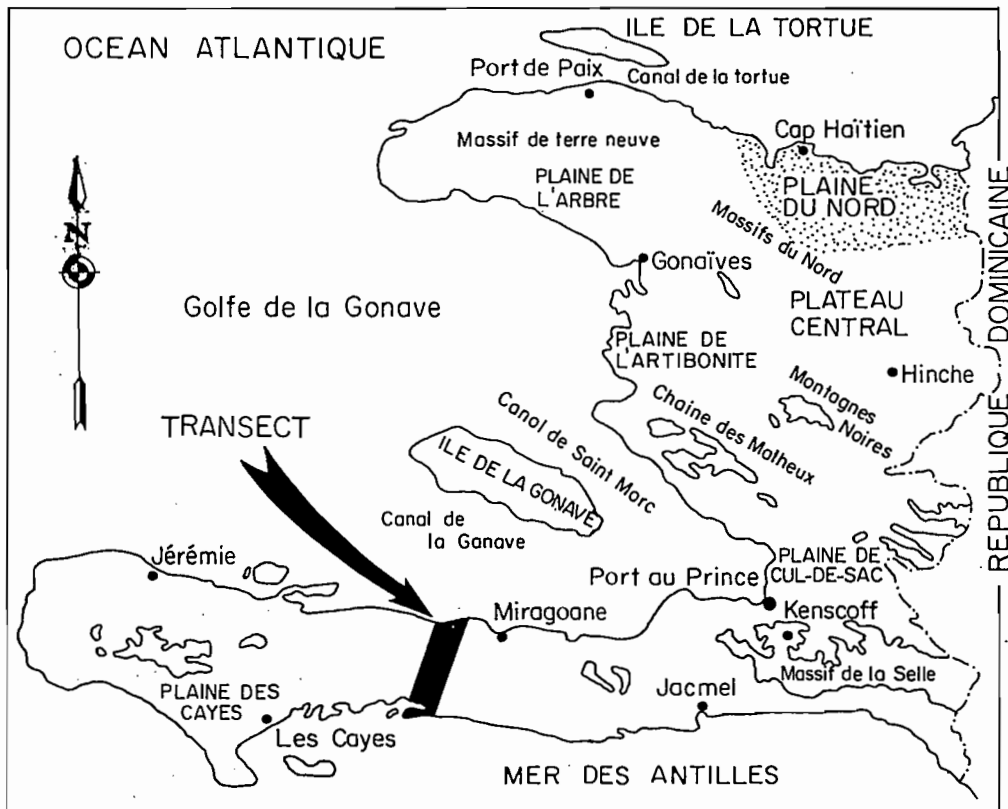 OCEAN ATLANTIQUE
ILE DE LA TORTUE
Port de Paix
Canal de la tortue
Cap Haïtien
Massif de terre neuve
PLAINE DE
L'ARBRE
PLAINE
DU NORD
Massifs du Nord
N
Gonaïves
Golfe de la Gonave
PLATEAU
CENTRAL
PLAINE DE
L'ARTIBONITE
Hinche
REPUBLIQUE DOMINICAINE
Montagnes
Noires
Chaine des Matheux
TRANSECT
Canal de Saint Marc
ILE DE LA GONAVE
Canal de
la Ganave
Jérémie
PLAINE DE
CUL-DE-SAC
Port au Prince
Kenscoff
Miragoane
Massif de la Selle
PLAINE DES
CAYES
Jacmel
Les Cayes
MER DES ANTILLES